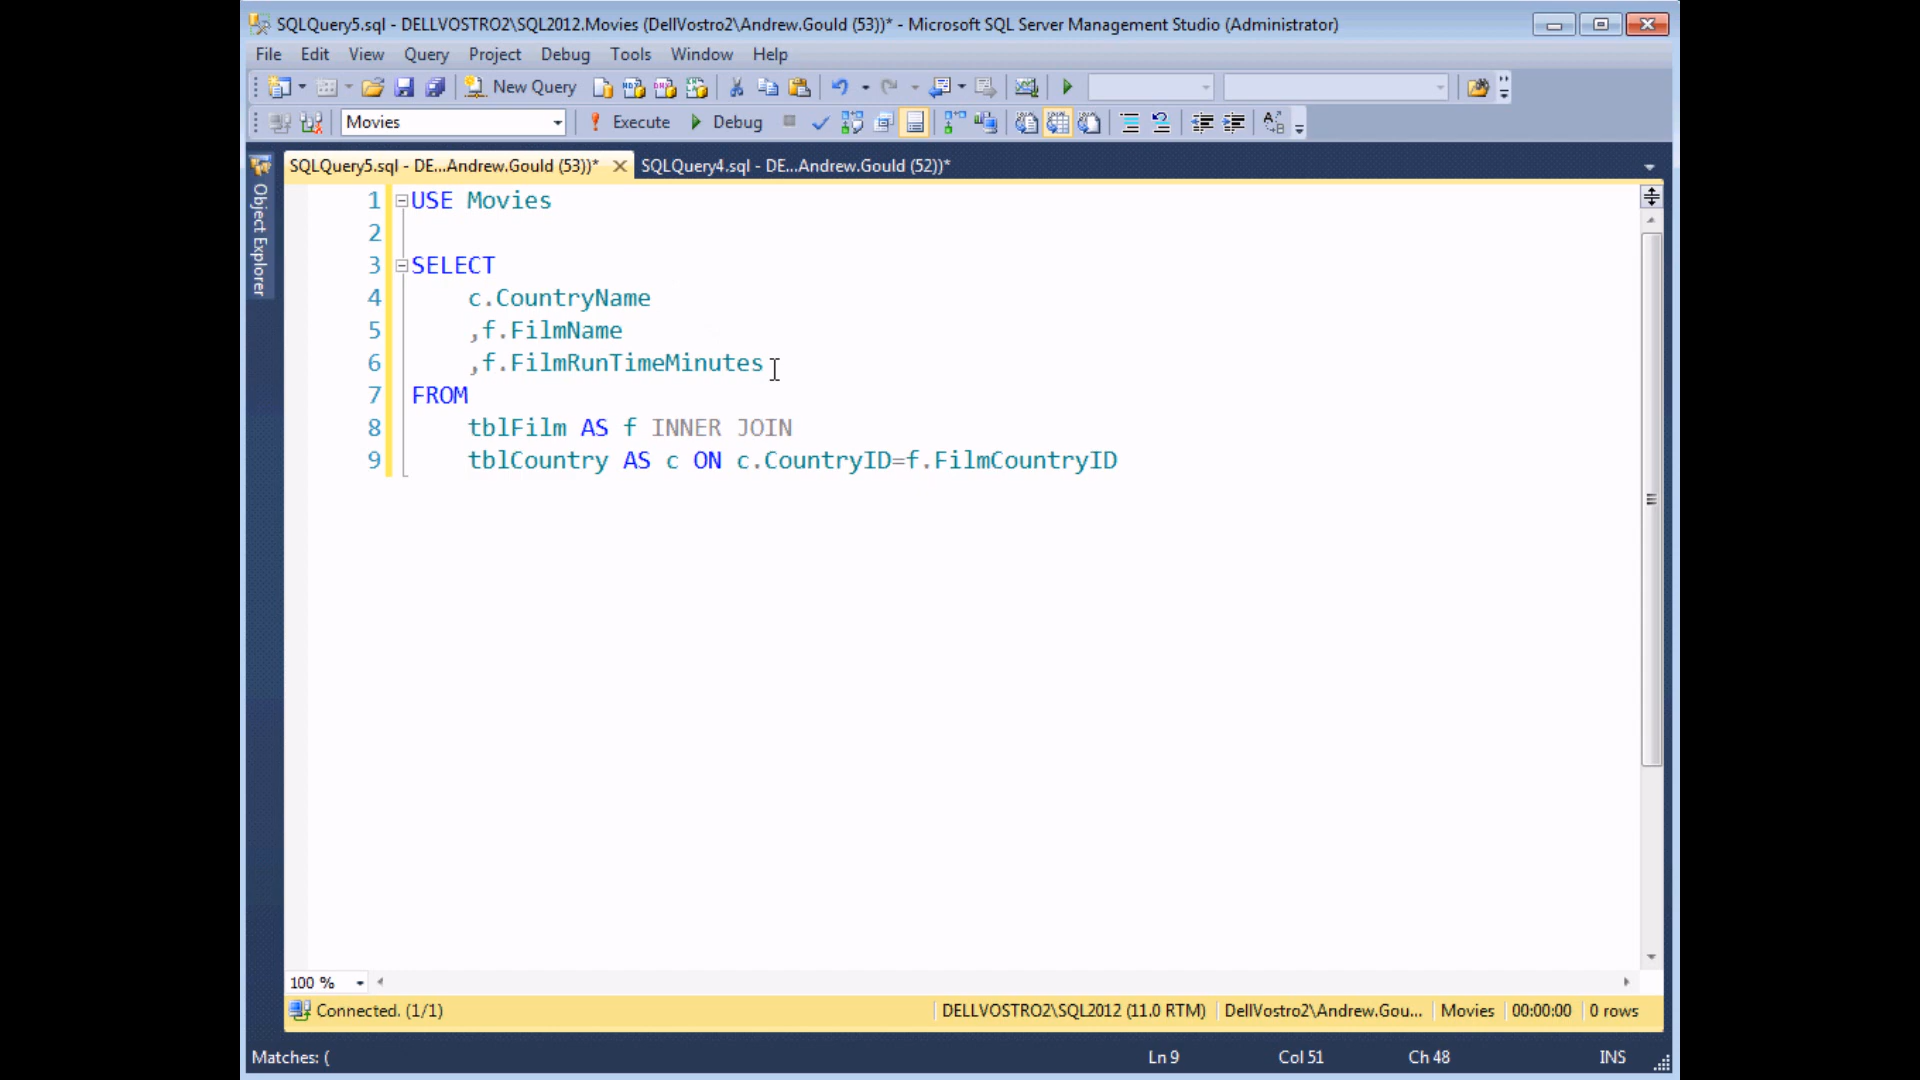 SQLQuery5.sql - DELLVOSTRO2\SQL2012.Movies (DellVostro2\Andrew.Gould (53))* - Microsoft SQL Server Management Studio (Administrator)
File Edit View Query Project Debug Tools Window Help
New Query
Movies Execute Debug
SQLQuery5.sql - DE...Andrew.Gould (53))* SQLQuery4.sql - DE...Andrew.Gould (52))*
Object Explorer
1 USE Movies
2
3 SELECT
4 c.CountryName
5 ,f.FilmName
6 ,f.FilmRunTimeMinutes
7 FROM
8 tblFilm AS f INNER JOIN
9 tblCountry AS c ON c.CountryID=f.FilmCountryID
100 %
Connected. (1/1) DELLVOSTRO2\SQL2012 (11.0 RTM) DellVostro2\Andrew.Gou... Movies 00:00:00 0 rows
Matches: ( Ln 9 Col 51 Ch 48 INS